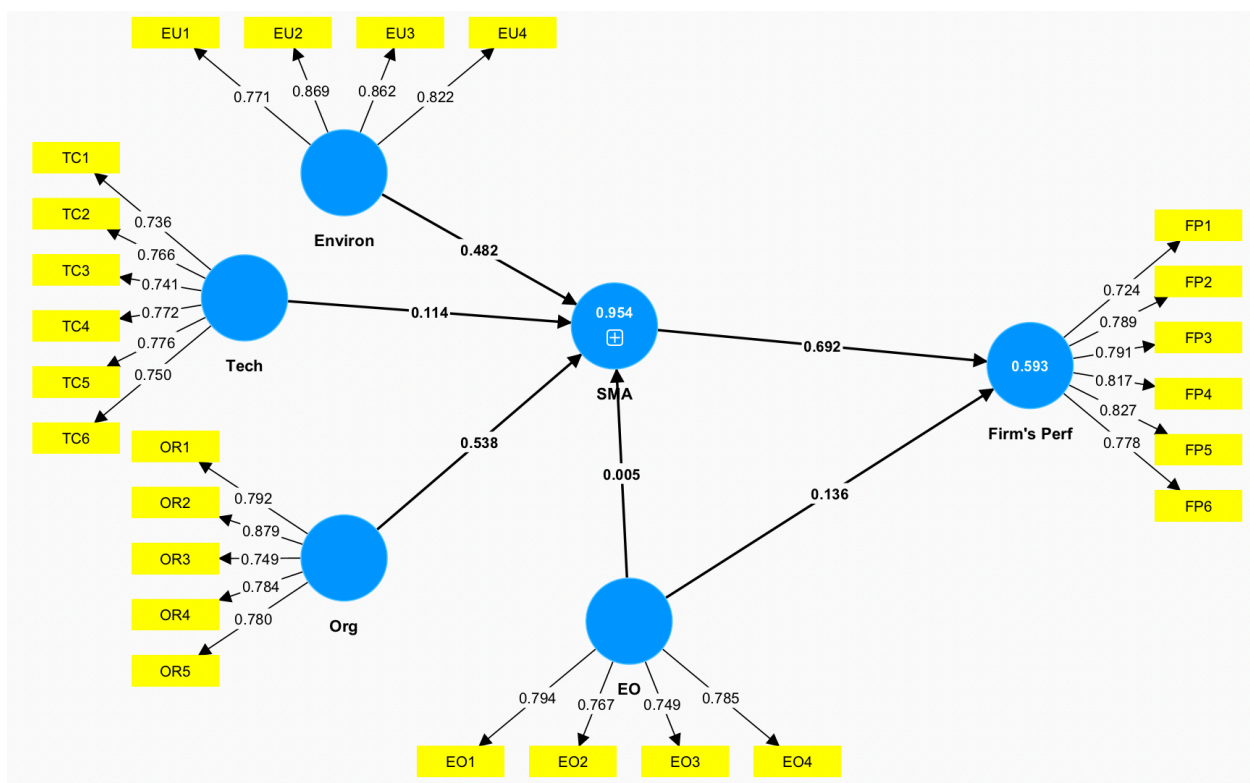 EU1
EU2
EU3
EU4
0.771
0.869
0.862
0.822
Environ
TC1
TC2
TC3
TC4
TC5
TC6
0.736
0.766
0.741
0.772
0.776
0.750
Tech
OR1
OR2
OR3
OR4
OR5
0.792
0.879
0.749
0.784
0.780
Org
0.482
0.114
0.538
0.954
SMA
0.005
0.692
0.136
0.593
Firm's Perf
FP1
FP2
FP3
FP4
FP5
FP6
0.724
0.789
0.791
0.817
0.827
0.778
EO
0.794
0.767
0.749
0.785
EO1
EO2
EO3
EO4